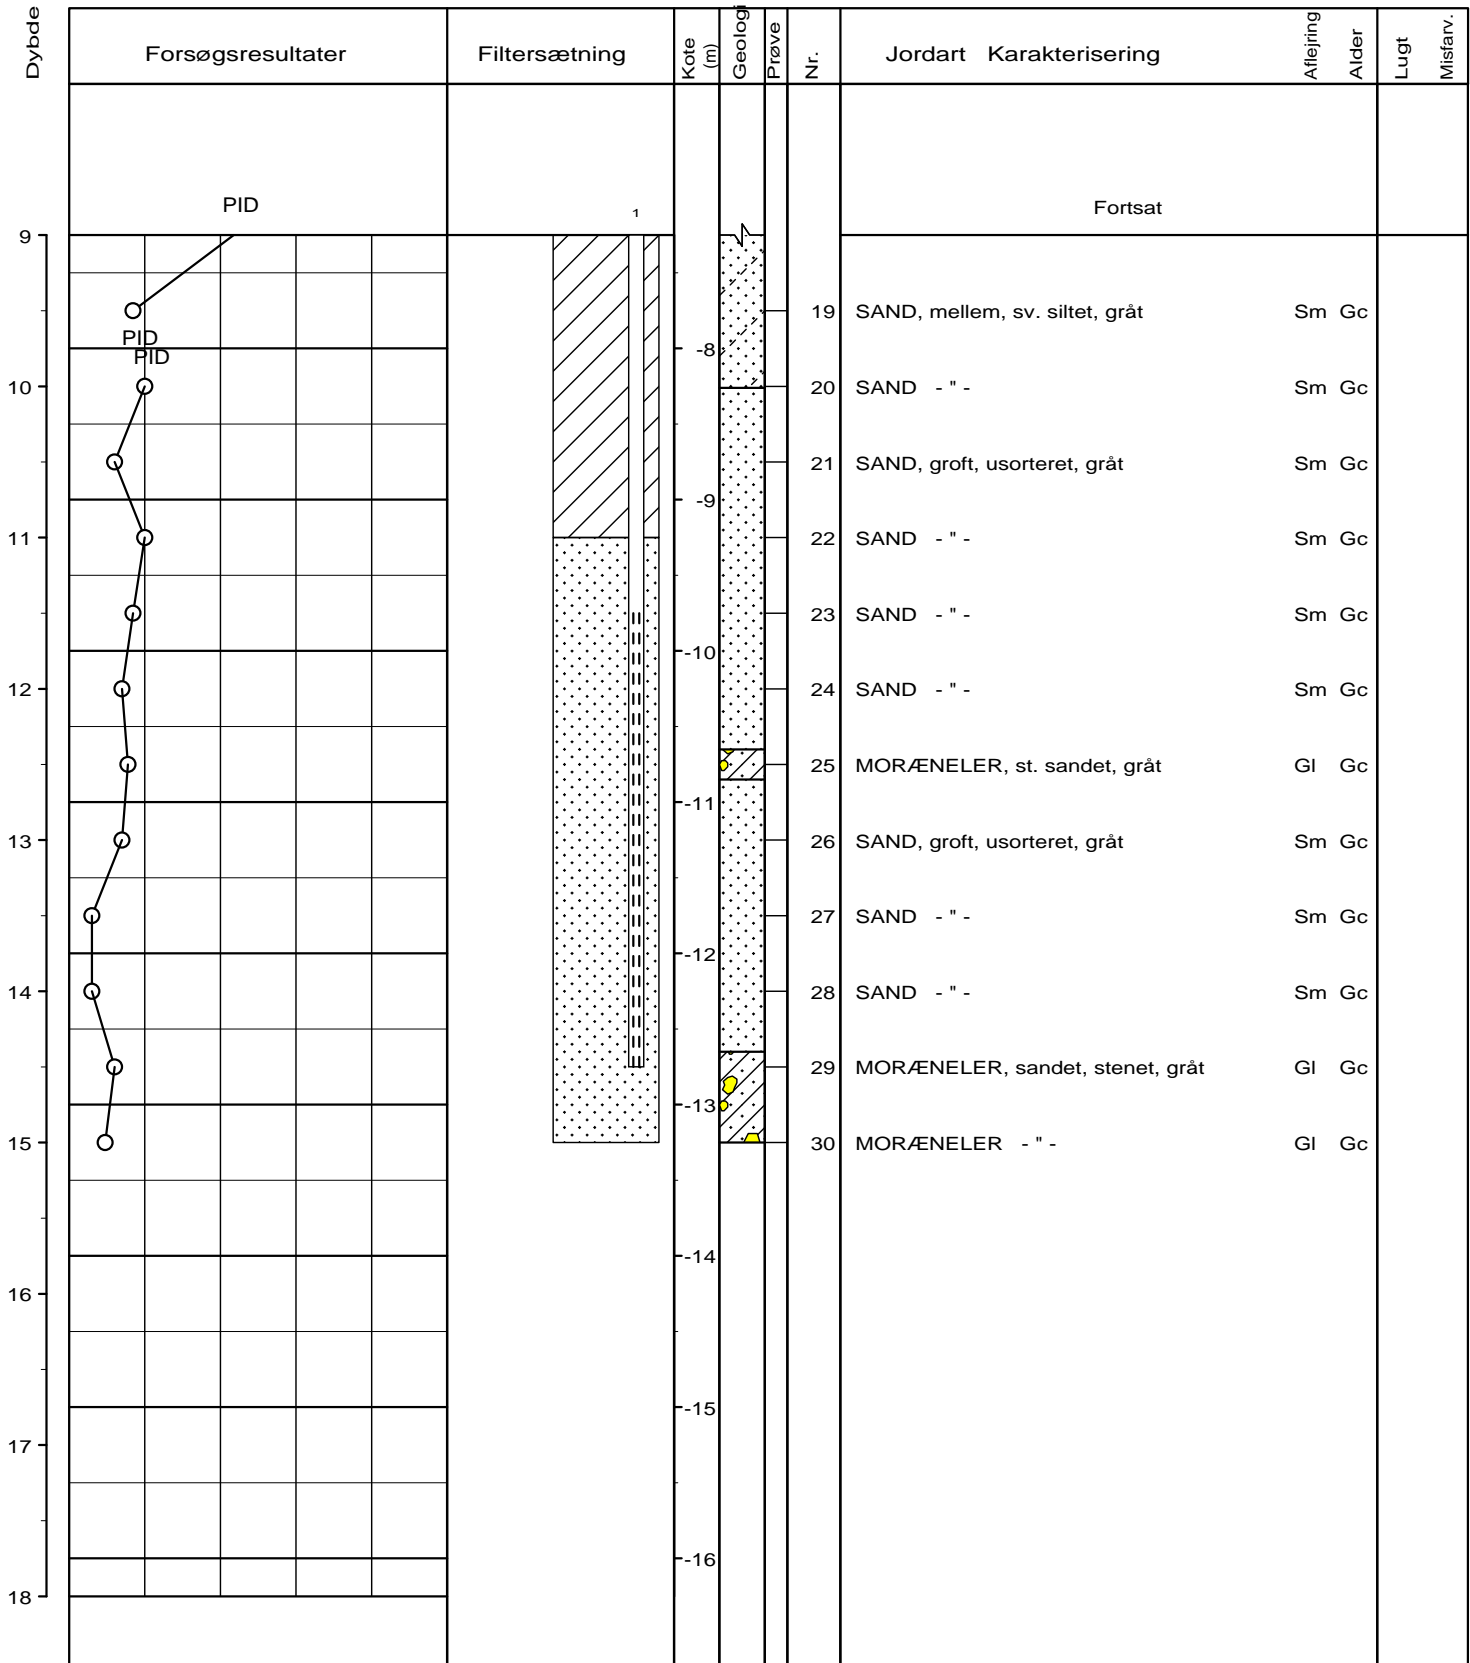 Dybde Forsøgsresultater Filtersætning Kote (m) Geologi Prøve Nr. Jordart Karakterisering Aflejring Alder Lugt Misfarv.
PID 1 Fortsat
9
19 SAND, mellem, sv. siltet, gråt Sm Gc
PID
-8
PID
10 20 SAND - " - Sm Gc
21 SAND, groft, usorteret, gråt Sm Gc
-9
11 22 SAND - " - Sm Gc
23 SAND - " - Sm Gc
-10
12 24 SAND - " - Sm Gc
25 MORÆNELER, st. sandet, gråt Gl Gc
-11
13 26 SAND, groft, usorteret, gråt Sm Gc
27 SAND - " - Sm Gc
-12
14 28 SAND - " - Sm Gc
29 MORÆNELER, sandet, stenet, gråt Gl Gc
-13
15 30 MORÆNELER - " - Gl Gc
-14
16
-15
17
-16
18